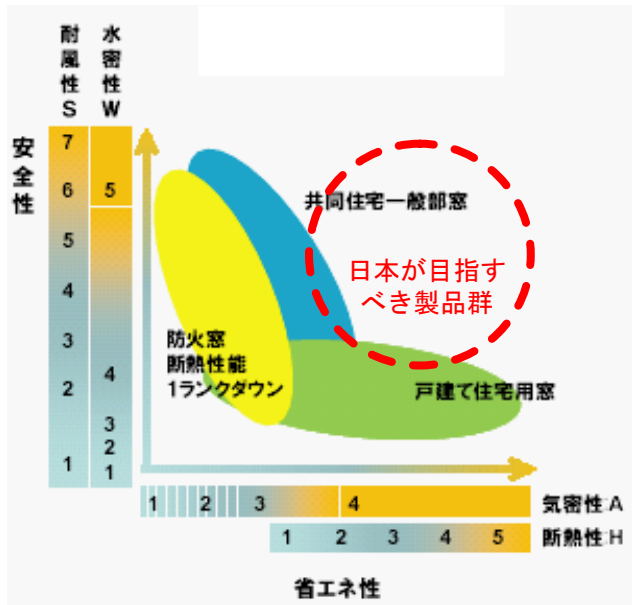 耐風性S
水密性W
安全性
7
6
5
4
3
2
1
5
4
3
2
1
共同住宅一般部窓
日本が目指す
べき製品群
防火窓
断熱性能
1ランクダウン
戸建て住宅用窓
1 2 3 4
気密性:A
1 2 3 4 5
断熱性:H
省エネ性